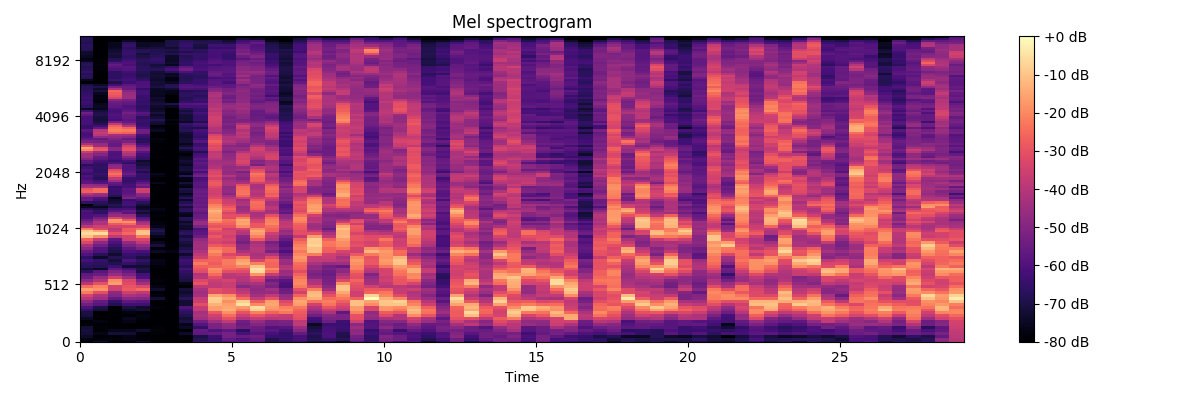 Mel spectrogram
Hz
8192
4096
2048
1024
512
0
0 5 10 15 20 25
Time
+0 dB
-10 dB
-20 dB
-30 dB
-40 dB
-50 dB
-60 dB
-70 dB
-80 dB